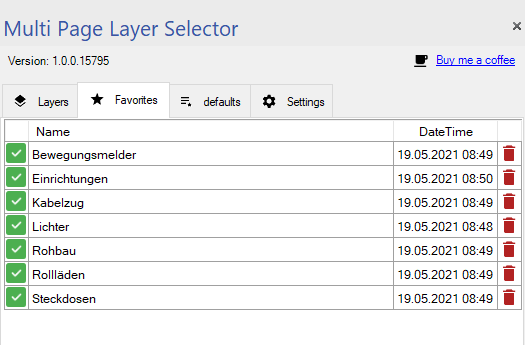 Multi Page Layer Selector
Version: 1.0.0.15795
Buy me a coffee
Layers Favorites defaults Settings
Name DateTime
Bewegungsmelder 19.05.2021 08:49
Einrichtungen 19.05.2021 08:50
Kabelzug 19.05.2021 08:49
Lichter 19.05.2021 08:48
Rohbau 19.05.2021 08:49
Rollläden 19.05.2021 08:49
Steckdosen 19.05.2021 08:49